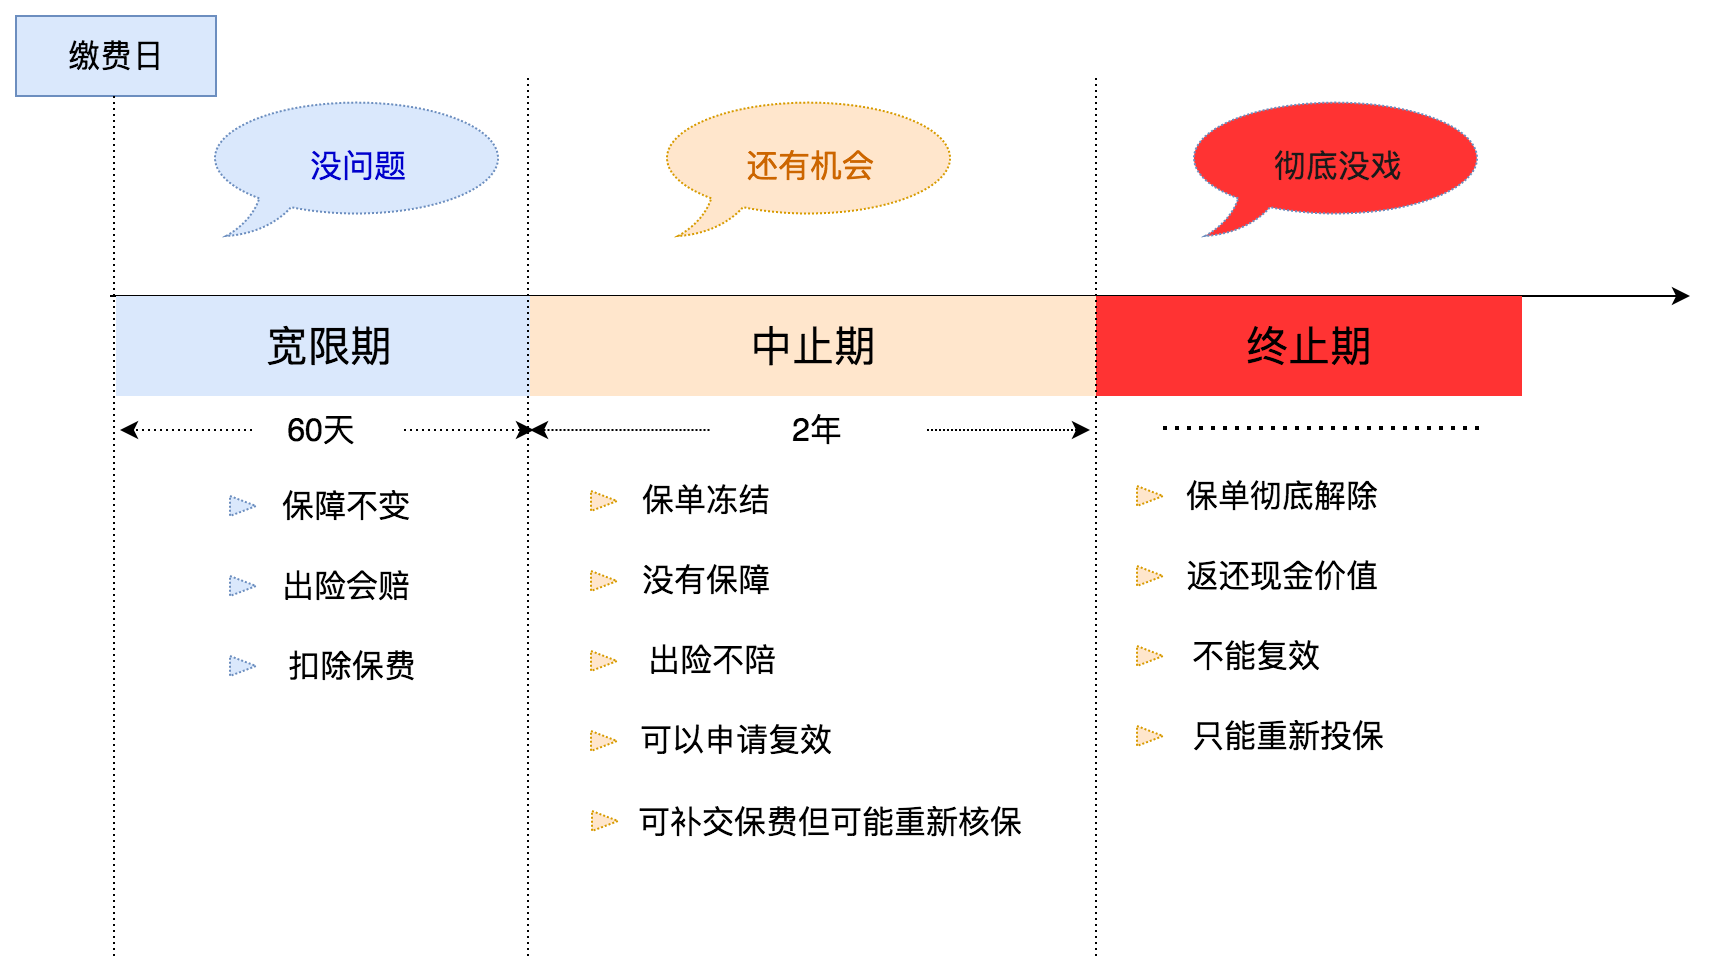 缴费日
没问题
还有机会
彻底没戏
宽限期
中止期
终止期
60天
2年
保障不变
出险会赔
扣除保费
保单冻结
没有保障
出险不陪
可以申请复效
可补交保费但可能重新核保
保单彻底解除
返还现金价值
不能复效
只能重新投保